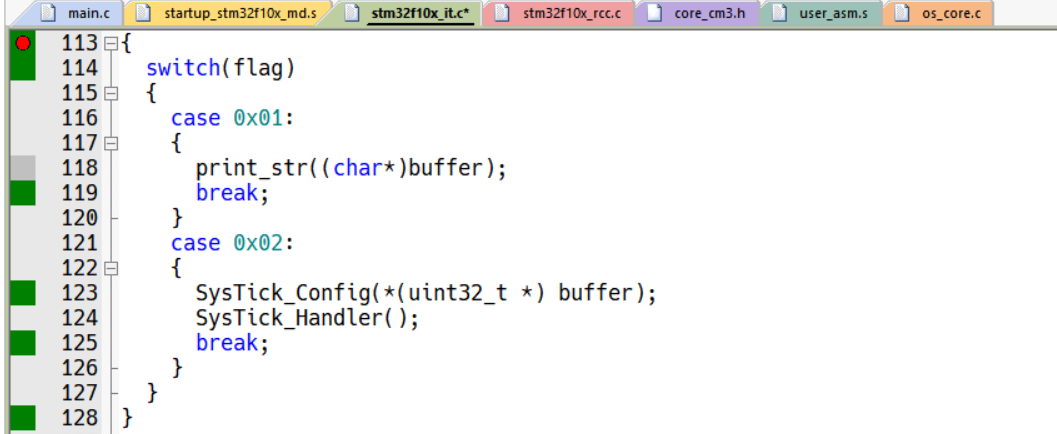 main.c startup_stm32f10x_md.s stm32f10x_it.c* stm32f10x_rcc.c core_cm3.h user_asm.s os_core.c
113 {
114 switch(flag)
115 {
116 case 0x01:
117 {
118 print_str((char*)buffer);
119 break;
120 }
121 case 0x02:
122 {
123 SysTick_Config(*(uint32_t *) buffer);
124 SysTick_Handler();
125 break;
126 }
127 }
128 }